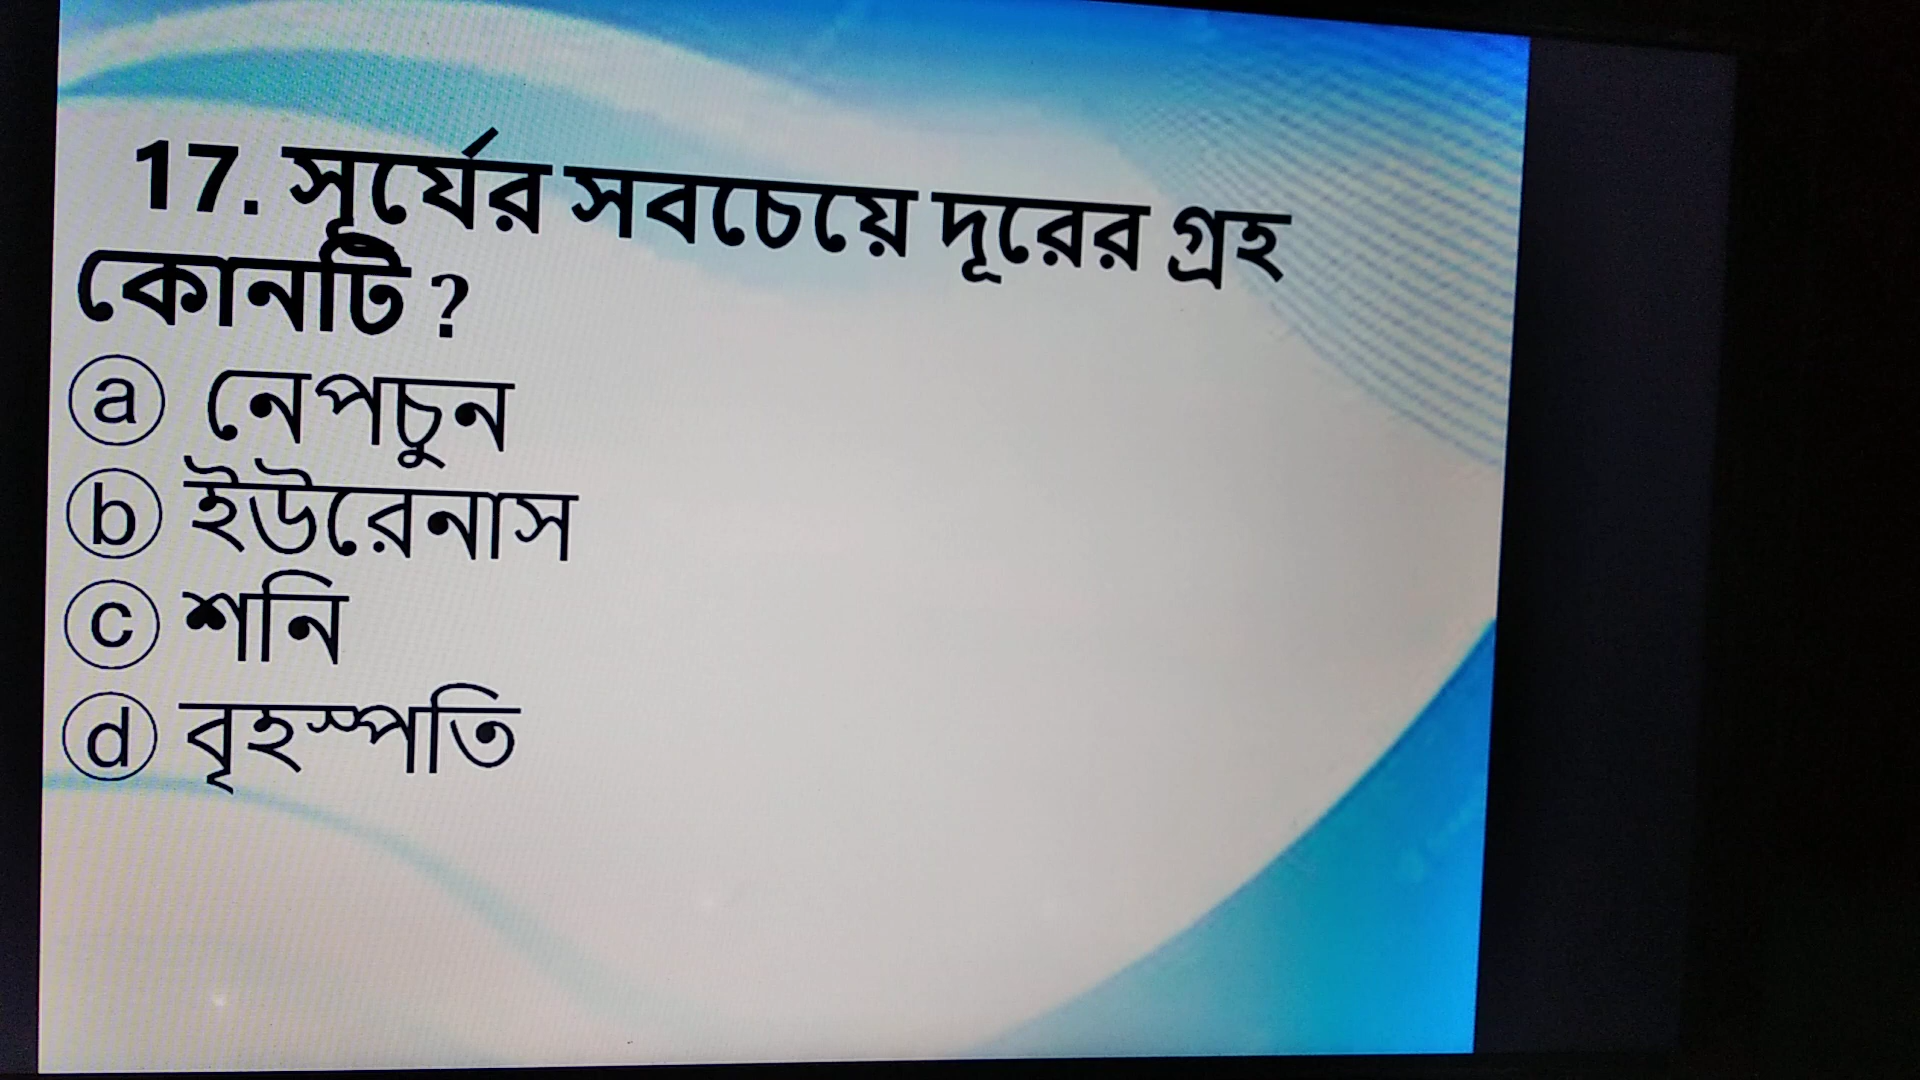 17. সূর্যের সবচেয়ে দূরের গ্রহ
কোনটি ?
ⓐ নেপচুন
ⓑ ইউরেনাস
ⓒ শনি
ⓓ বৃহস্পতি